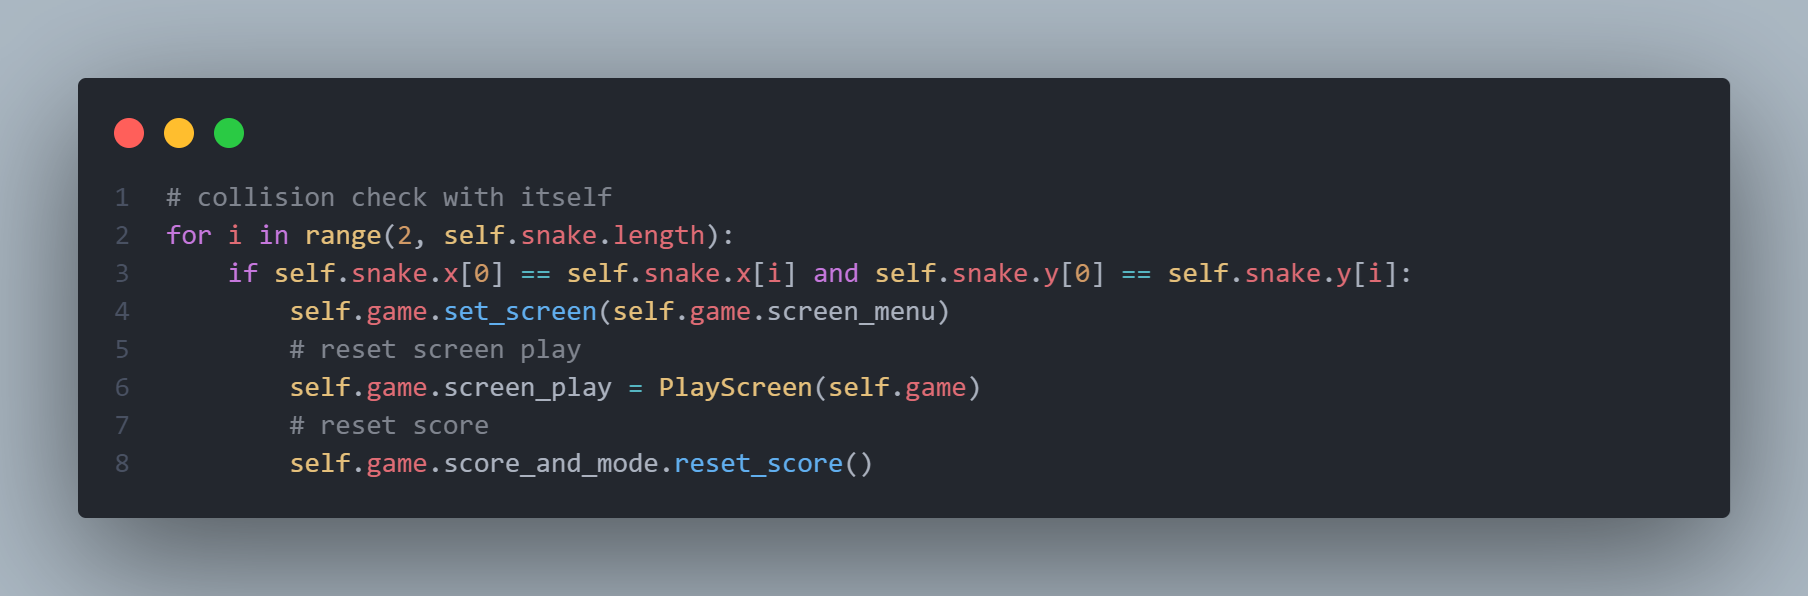 1 # collision check with itself
2 for i in range(2, self.snake.length):
3     if self.snake.x[0] == self.snake.x[i] and self.snake.y[0] == self.snake.y[i]:
4         self.game.set_screen(self.game.screen_menu)
5         # reset screen play
6         self.game.screen_play = PlayScreen(self.game)
7         # reset score
8         self.game.score_and_mode.reset_score()